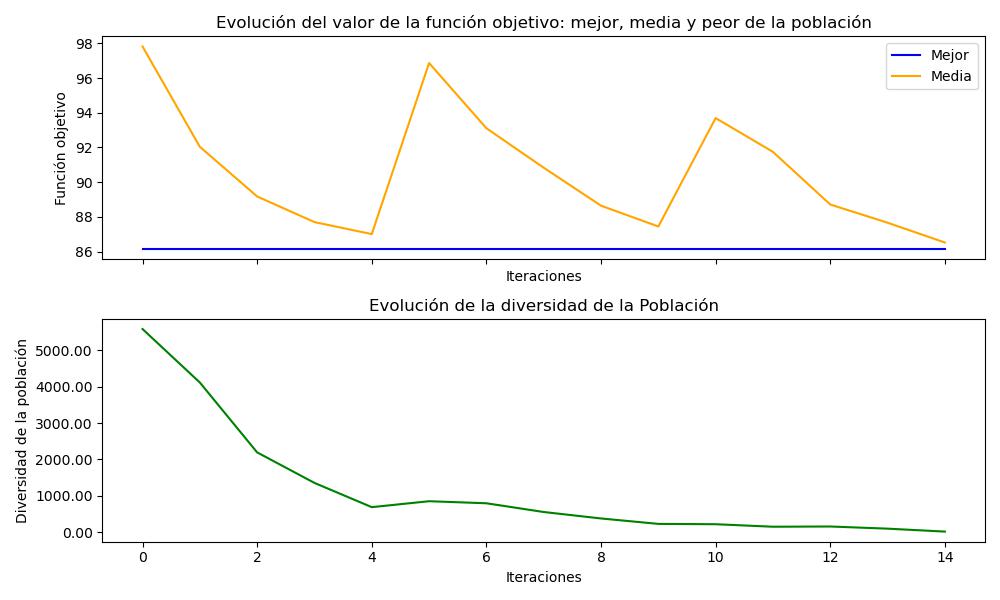 Evolución del valor de la función objetivo: mejor, media y peor de la población
Función objetivo
98
96
94
92
90
88
86
Mejor
Media
Iteraciones
Evolución de la diversidad de la Población
Diversidad de la población
5000.00
4000.00
3000.00
2000.00
1000.00
0.00
0 2 4 6 8 10 12 14
Iteraciones